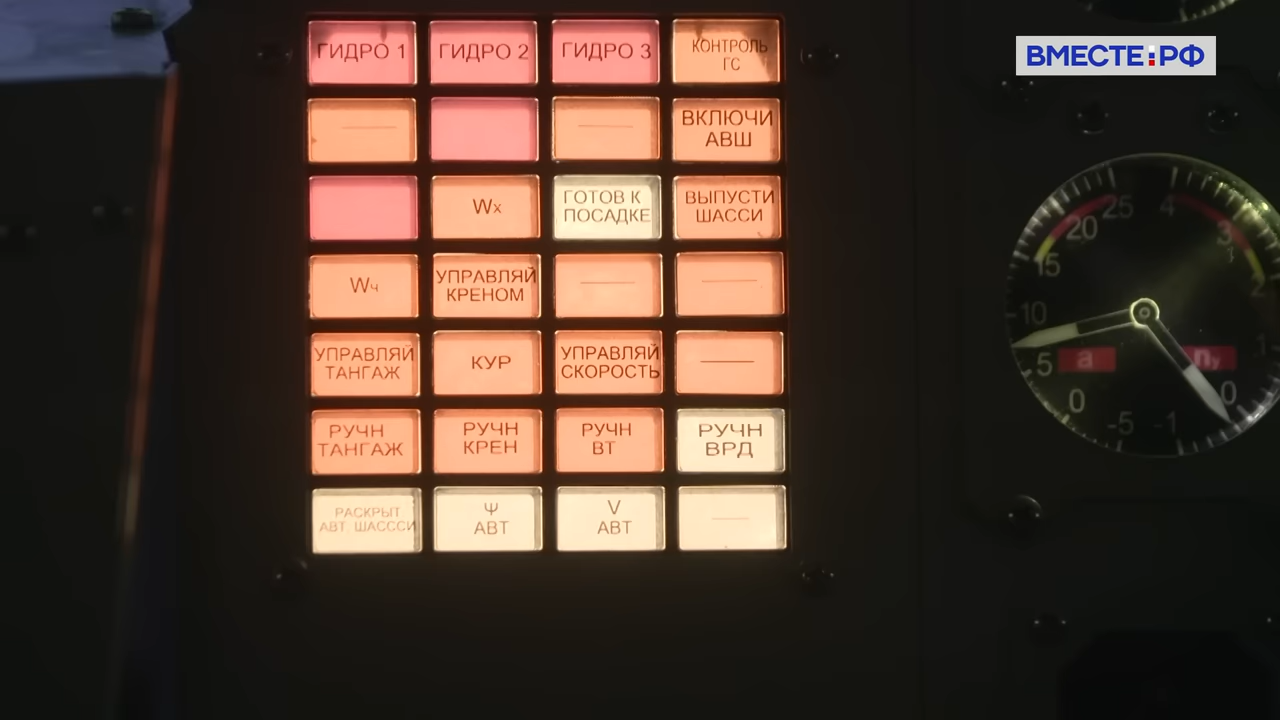 ГИДРО 1
ГИДРО 2
ГИДРО 3
КОНТРОЛЬ
ГС
ВМЕСТЕ:РФ
ВКЛЮЧИ
АВШ
Wx
ГОТОВ К
ПОСАДКЕ
ВЫПУСТИ
ШАССИ
Wч
УПРАВЛЯЙ
КРЕНОМ
УПРАВЛЯЙ
ТАНГАЖ
КУР
УПРАВЛЯЙ
СКОРОСТЬ
РУЧН
ТАНГАЖ
РУЧН
КРЕН
РУЧН
ВТ
РУЧН
ВРД
РАСКРЫТ
АВТ ШАСССИ
Ψ
АВТ
V
АВТ
25
20
15
10
5
0
-5
4
3
2
1
0
-1
a
ny